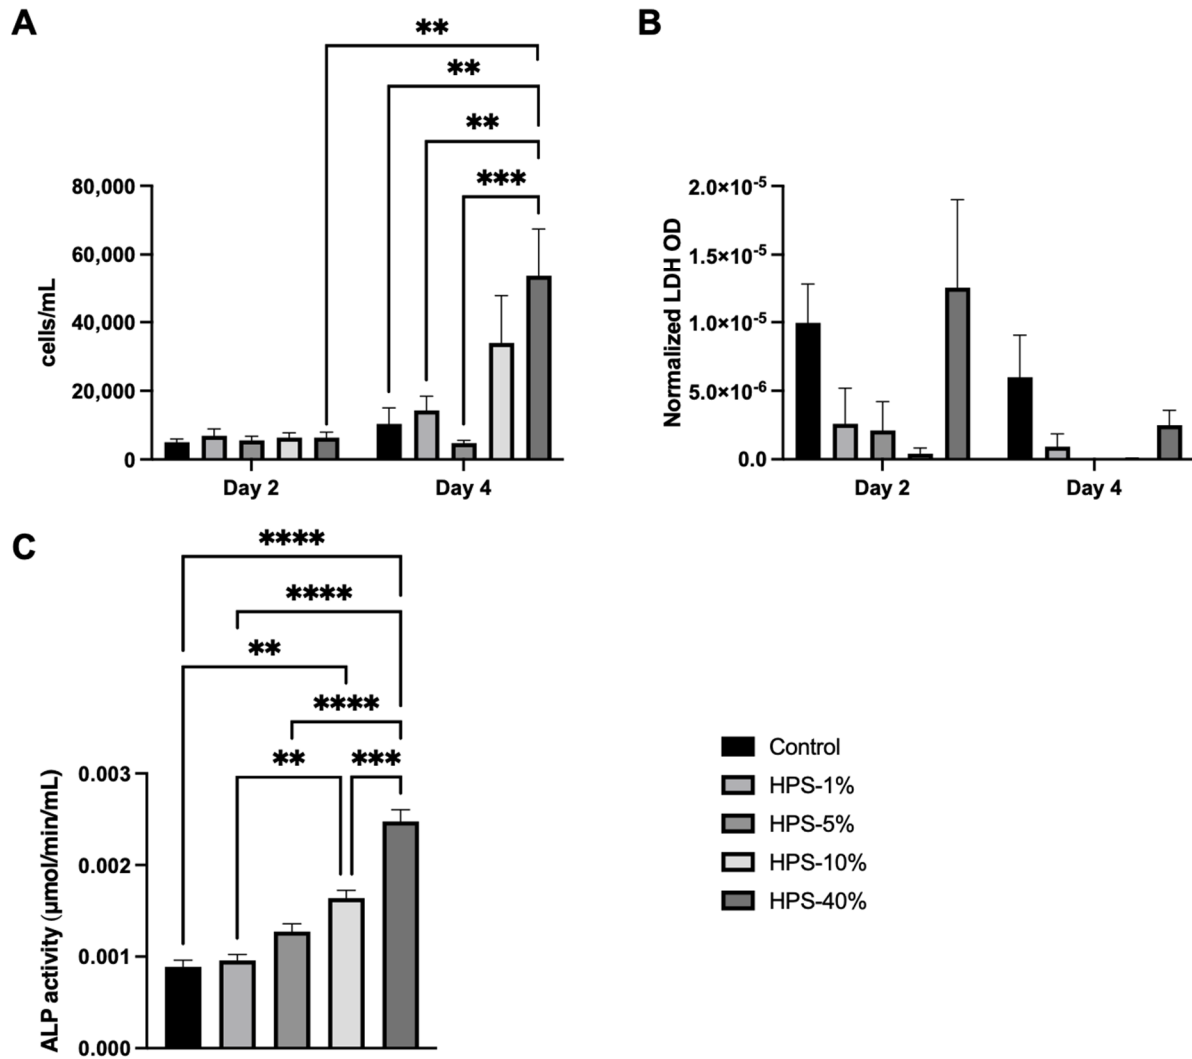 A
**
**
**
***
80,000
60,000
40,000
20,000
0
cells/mL
Day 2
Day 4
B
2.0×10-5
1.5×10-5
1.0×10-5
5.0×10-6
0.0
Normalized LDH OD
Day 2
Day 4
C
****
****
**
****
**
***
0.003
0.002
0.001
0.000
ALP activity (μmol/min/mL)
Control
HPS-1%
HPS-5%
HPS-10%
HPS-40%